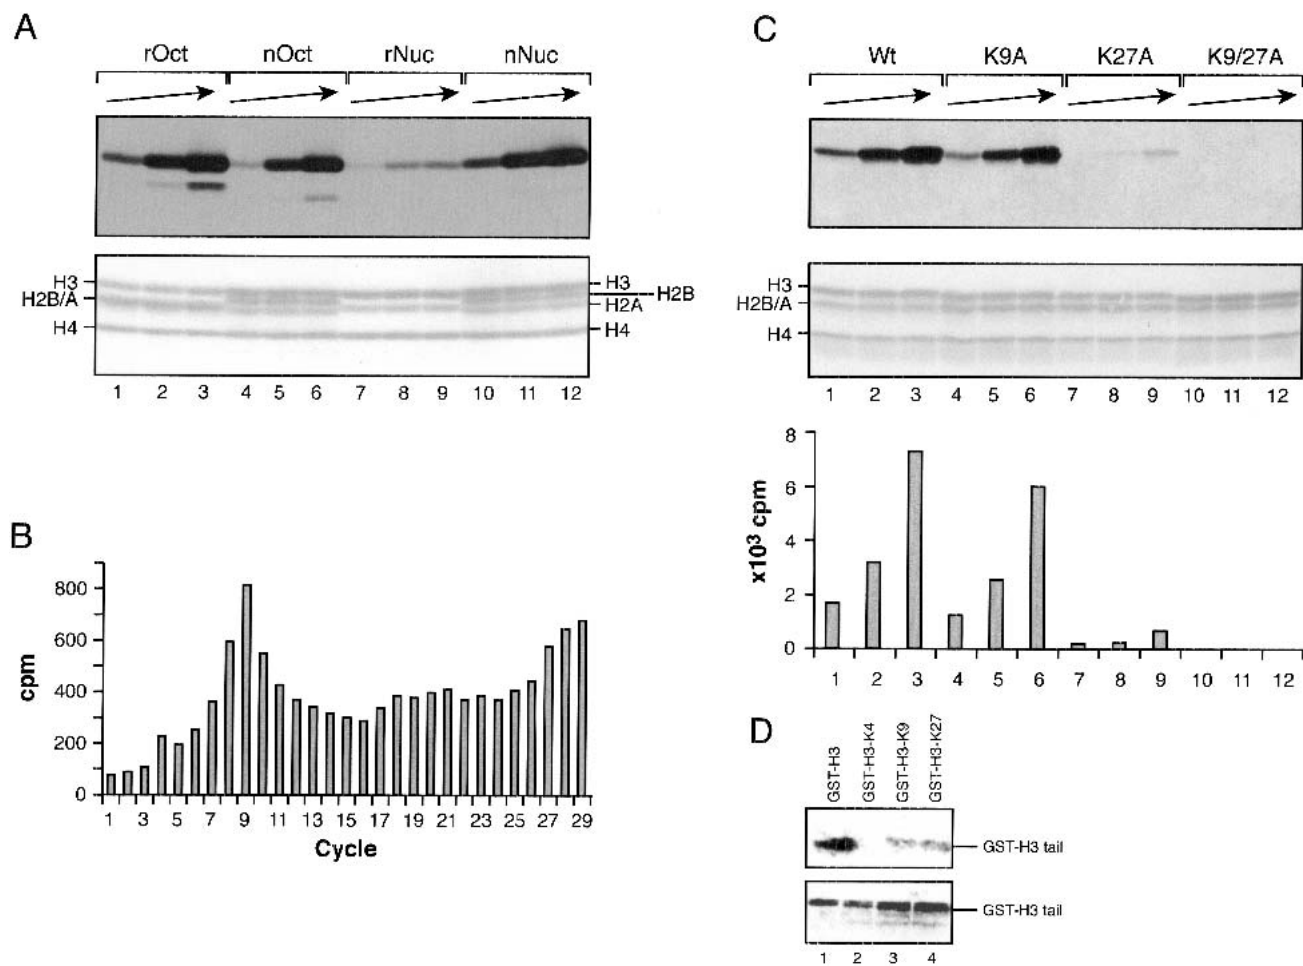 A
rOct nOct rNuc nNuc
H3
H2B/A
H4
H3
H2B
H2A
H4
1 2 3 4 5 6 7 8 9 10 11 12
B
cpm
800
600
400
200
0
1 3 5 7 9 11 13 15 17 19 21 23 25 27 29
Cycle
C
Wt K9A K27A K9/27A
H3
H2B/A
H4
1 2 3 4 5 6 7 8 9 10 11 12
x10³ cpm
8
6
4
2
0
1 2 3 4 5 6 7 8 9 10 11 12
D
GST-H3
GST-H3-K4
GST-H3-K9
GST-H3-K27
GST-H3 tail
GST-H3 tail
1 2 3 4